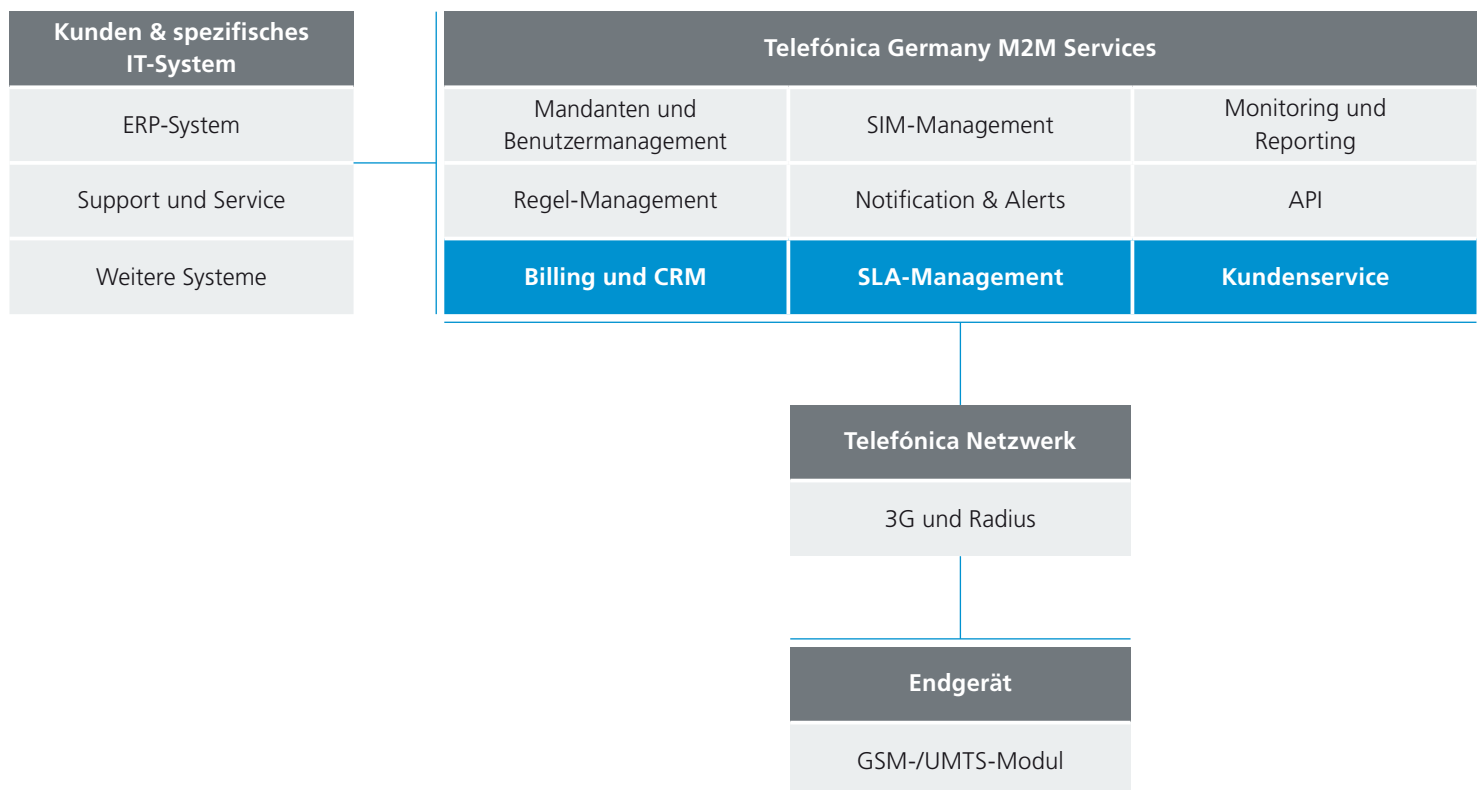 Kunden & spezifisches
IT-System
ERP-System
Support und Service
Weitere Systeme
Telefónica Germany M2M Services
Mandanten und
Benutzermanagement
SIM-Management
Monitoring und
Reporting
Regel-Management
Notification & Alerts
API
Billing und CRM
SLA-Management
Kundenservice
Telefónica Netzwerk
3G und Radius
Endgerät
GSM-/UMTS-Modul